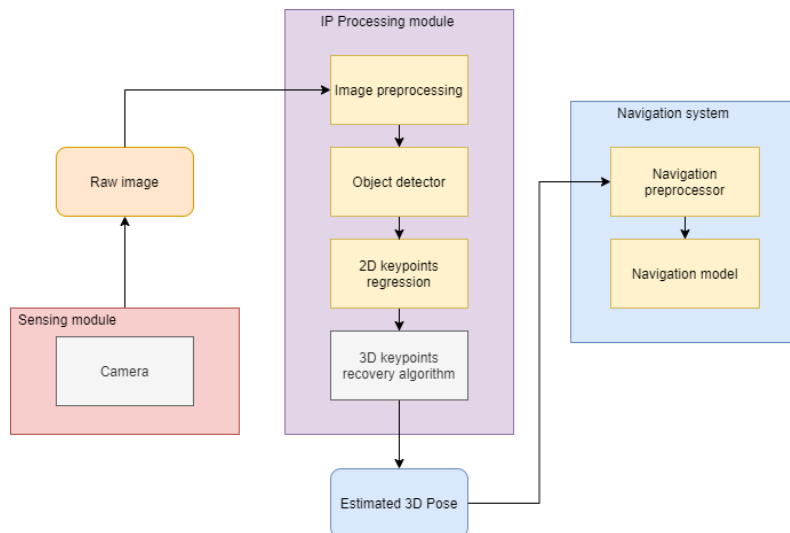 IP Processing module
Image preprocessing
Object detector
2D keypoints
regression
3D keypoints
recovery algorithm
Raw image
Sensing module
Camera
Estimated 3D Pose
Navigation system
Navigation
preprocessor
Navigation model